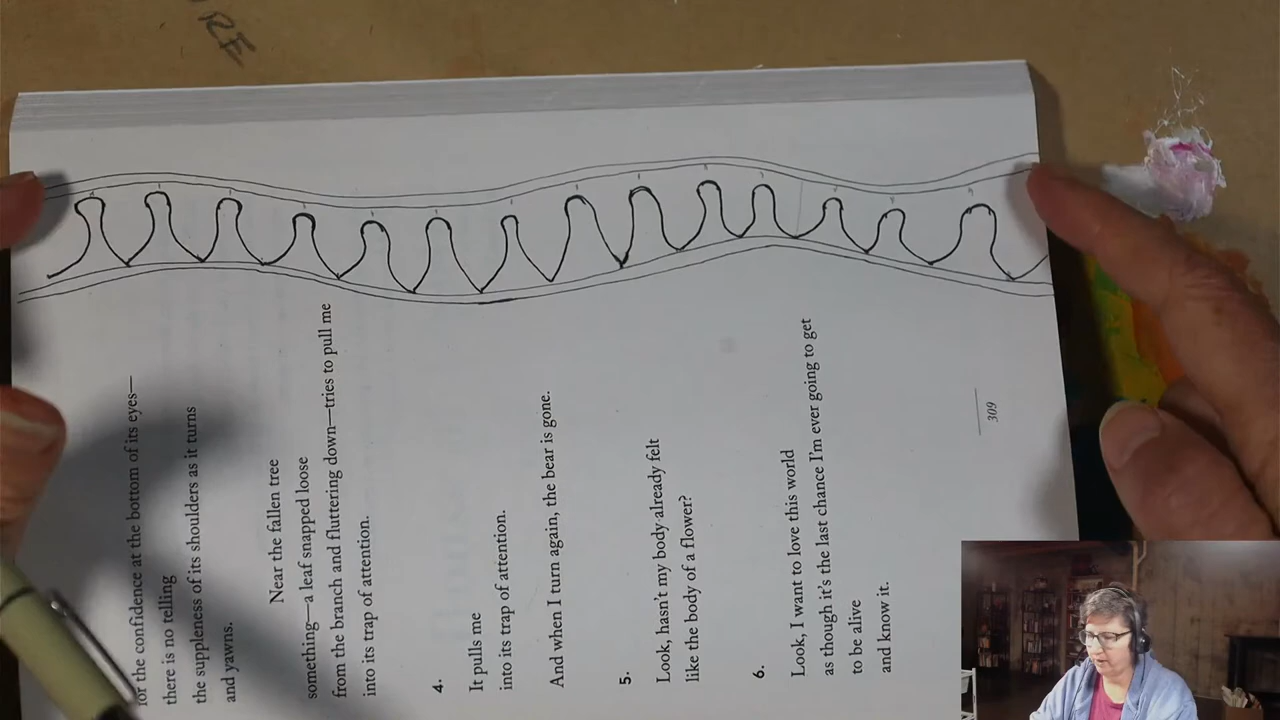 RE
for the confidence at the bottom of its eyes—
there is no telling
the suppleness of its shoulders as it turns
and yawns.
Near the fallen tree
something—a leaf snapped loose
from the branch and fluttering down—tries to pull me
into its trap of attention.
4.
It pulls me
into its trap of attention.
And when I turn again, the bear is gone.
5.
Look, hasn't my body already felt
like the body of a flower?
6.
Look, I want to love this world
as though it's the last chance I'm ever going to get
to be alive
and know it.
309